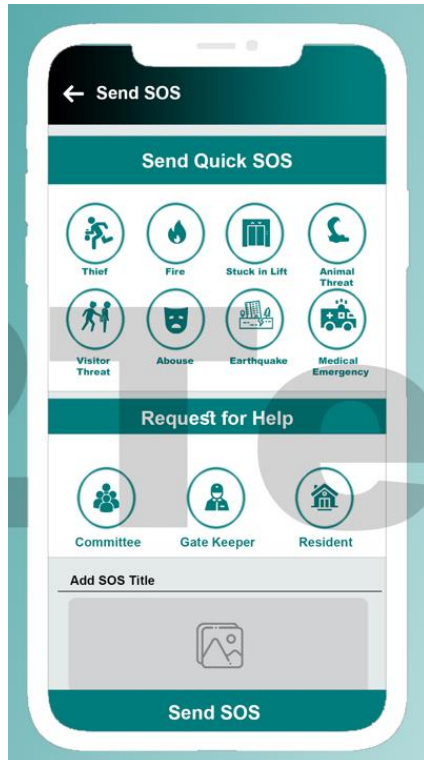 Send SOS
Send Quick SOS
Thief
Fire
Stuck in Lift
Animal
Threat
Visitor
Threat
Abuse
Earthquake
Medical
Emergency
Request for Help
Committee
Gate Keeper
Resident
Add SOS Title
Send SOS